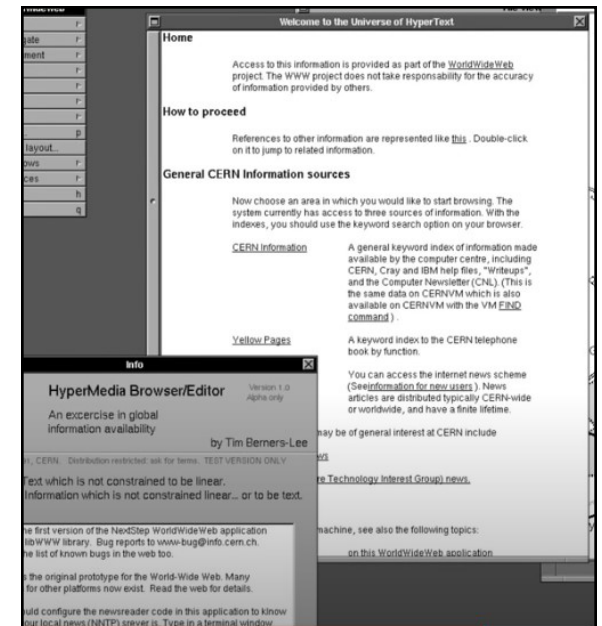 Welcome to the Universe of HyperText
Home
Access to this information is provided as part of the WorldWideWeb
project. The WWW project does not take responsability for the accuracy
of information provided by others.
How to proceed
References to other information are represented like this . Double-click
on it to jump to related information.
General CERN Information sources
Now choose an area in which you would like to start browsing. The
system currently has access to three sources of information. With the
indexes, you should use the keyword search option on your browser.
CERN Information
A general keyword index of information made
available by the computer centre, including
CERN, Cray and IBM help files, "Writeups",
and the Computer Newsletter (CNL). (This is
the same data on CERNVM which is also
available on CERNVM with the VM FIND
command ) .
Yellow Pages
A keyword index to the CERN telephone
book by function.
You can access the internet news scheme
(Seeinformation for new users ). News
articles are distributed typically CERN-wide
or worldwide, and have a finite lifetime.
may be of general interest at CERN include
ws
re Technology Interest Group) news.
machine, see also the following topics:
on this WorldWideWeb application
r
gate r
ment r
r
r
r
p
layout...
ows r
ces r
h
q
Info
HyperMedia Browser/Editor
Version 1.0
Alpha only
An excercise in global
information availability
by Tim Berners-Lee
CERN. Distribution restricted: ask for terms. TEST VERSION ONLY
Text which is not constrained to be linear.
Information which is not constrained linear... or to be text.
he first version of the NextStep WorldWideWeb application
libWWW library. Bug reports to www-bug@info.cern.ch.
he list of known bugs in the web too.
s the original prototype for the World-Wide Web. Many
for other platforms now exist. Read the web for details.
uld configure the newsreader code in this application to klnow
our local news (NNTP) srever is. Type in a terminal window